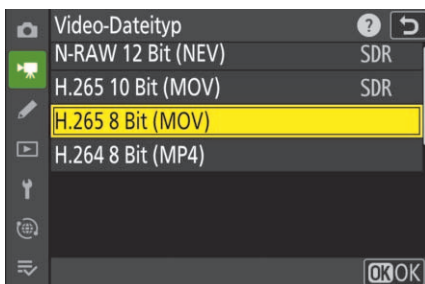 Video-Dateityp ?
N-RAW 12 Bit (NEV) SDR
H.265 10 Bit (MOV) SDR
H.265 8 Bit (MOV)
H.264 8 Bit (MP4)
OK OK